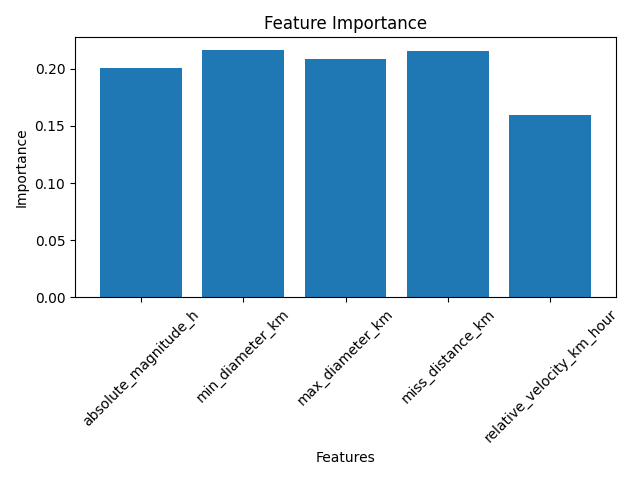 Feature Importance
Importance
0.20
0.15
0.10
0.05
0.00
absolute_magnitude_h
min_diameter_km
max_diameter_km
miss_distance_km
relative_velocity_km_hour
Features